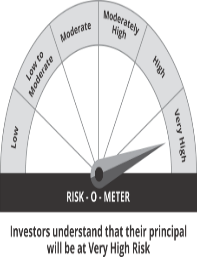 Low
Low to
Moderate
Moderate
Moderately
High
High
Very High
RISK - O - METER
Investors understand that their principal
will be at Very High Risk